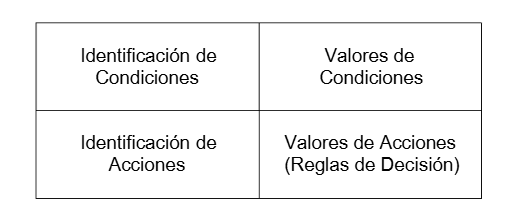 Identificación de
Condiciones
Valores de
Condiciones
Identificación de
Acciones
Valores de Acciones
(Reglas de Decisión)